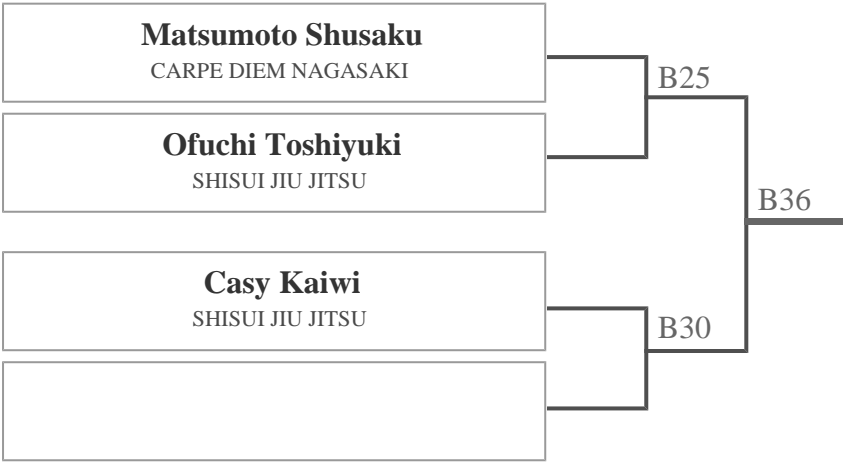 Matsumoto Shusaku
CARPE DIEM NAGASAKI
B25
Ofuchi Toshiyuki
SHISUI JIU JITSU
B36
Casy Kaiwi
SHISUI JIU JITSU
B30